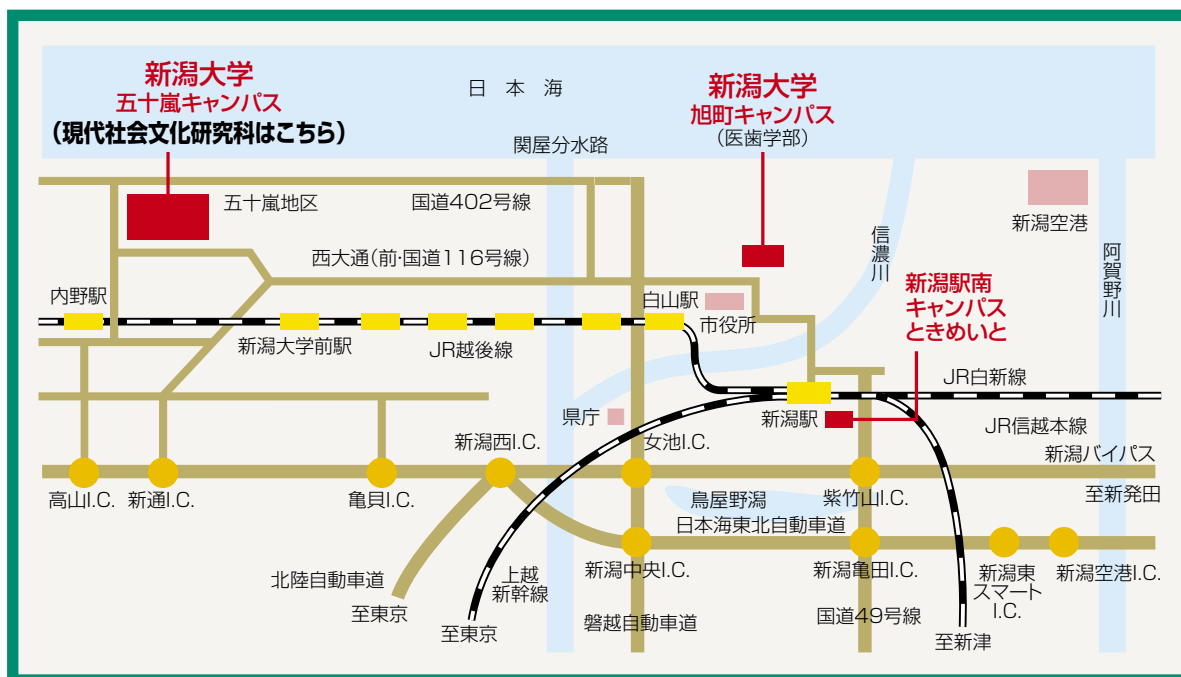 新潟大学
五十嵐キャンパス
(現代社会文化研究科はこちら)
日本海
新潟大学
旭町キャンパス
(医歯学部)
関屋分水路
五十嵐地区
国道402号線
新潟空港
信濃川
阿賀野川
西大通(前・国道116号線)
内野駅
白山駅
市役所
新潟駅南
キャンパス
ときめいと
新潟大学前駅
JR越後線
JR白新線
県庁
新潟駅
JR信越本線
新潟西I.C.
女池I.C.
新潟バイパス
高山I.C.
新通I.C.
亀貝I.C.
鳥屋野潟
紫竹山I.C.
至新発田
日本海東北自動車道
北陸自動車道
上越
新幹線
新潟中央I.C.
新潟亀田I.C.
新潟東
スマート
I.C.
新潟空港I.C.
至東京
至東京
磐越自動車道
国道49号線
至新津